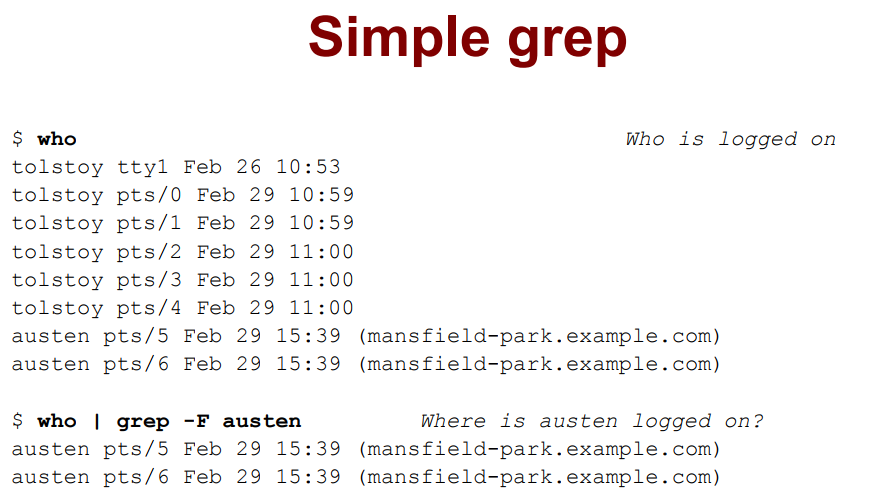 Simple grep
$ who Who is logged on
tolstoy tty1 Feb 26 10:53
tolstoy pts/0 Feb 29 10:59
tolstoy pts/1 Feb 29 10:59
tolstoy pts/2 Feb 29 11:00
tolstoy pts/3 Feb 29 11:00
tolstoy pts/4 Feb 29 11:00
austen pts/5 Feb 29 15:39 (mansfield-park.example.com)
austen pts/6 Feb 29 15:39 (mansfield-park.example.com)
$ who | grep -F austen Where is austen logged on?
austen pts/5 Feb 29 15:39 (mansfield-park.example.com)
austen pts/6 Feb 29 15:39 (mansfield-park.example.com)